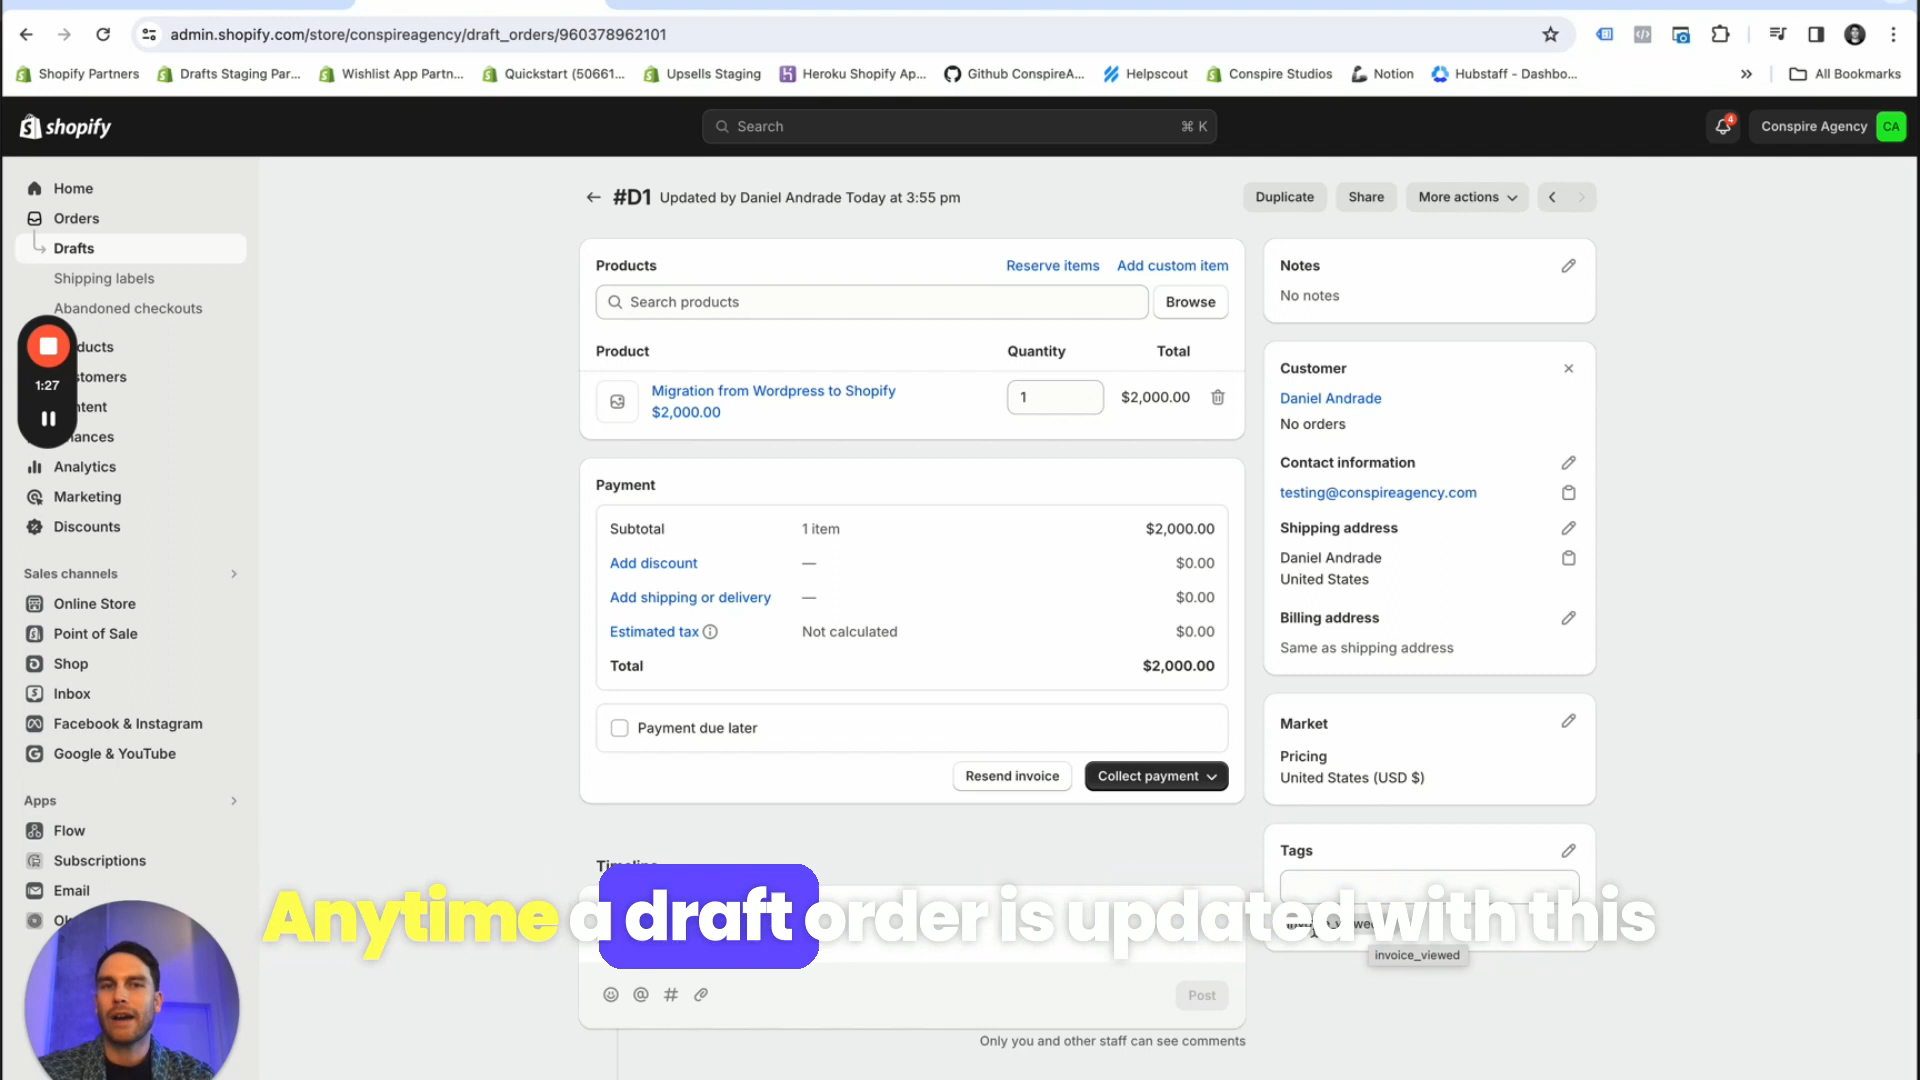 admin.shopify.com/store/conspireagency/draft_orders/960378962101
Shopify Partners
Drafts Staging Par...
Wishlist App Partn...
Quickstart (50661...
Upsells Staging
Heroku Shopify Ap...
Github ConspireA...
Helpscout
Conspire Studios
Notion
Hubstaff - Dashbo...
All Bookmarks
shopify
Search
⌘ K
4
Conspire Agency
CA
Home
Orders
Drafts
Shipping labels
Abandoned checkouts
ducts
stomers
ntent
ances
1:27
Analytics
Marketing
Discounts
Sales channels
Online Store
Point of Sale
Shop
Inbox
Facebook & Instagram
Google & YouTube
Apps
Flow
Subscriptions
Email
#D1 Updated by Daniel Andrade Today at 3:55 pm
Duplicate
Share
More actions
Products
Reserve items
Add custom item
Search products
Browse
Product Quantity Total
Migration from Wordpress to Shopify
$2,000.00
1
$2,000.00
Payment
Subtotal 1 item $2,000.00
Add discount — $0.00
Add shipping or delivery — $0.00
Estimated tax Not calculated $0.00
Total $2,000.00
Payment due later
Resend invoice
Collect payment
Timeline
Anytime a draft order is updated with this
Post
Only you and other staff can see comments
Notes
No notes
Customer
Daniel Andrade
No orders
Contact information
testing@conspireagency.com
Shipping address
Daniel Andrade
United States
Billing address
Same as shipping address
Market
Pricing
United States (USD $)
Tags
invoice_viewed
invoice_viewed